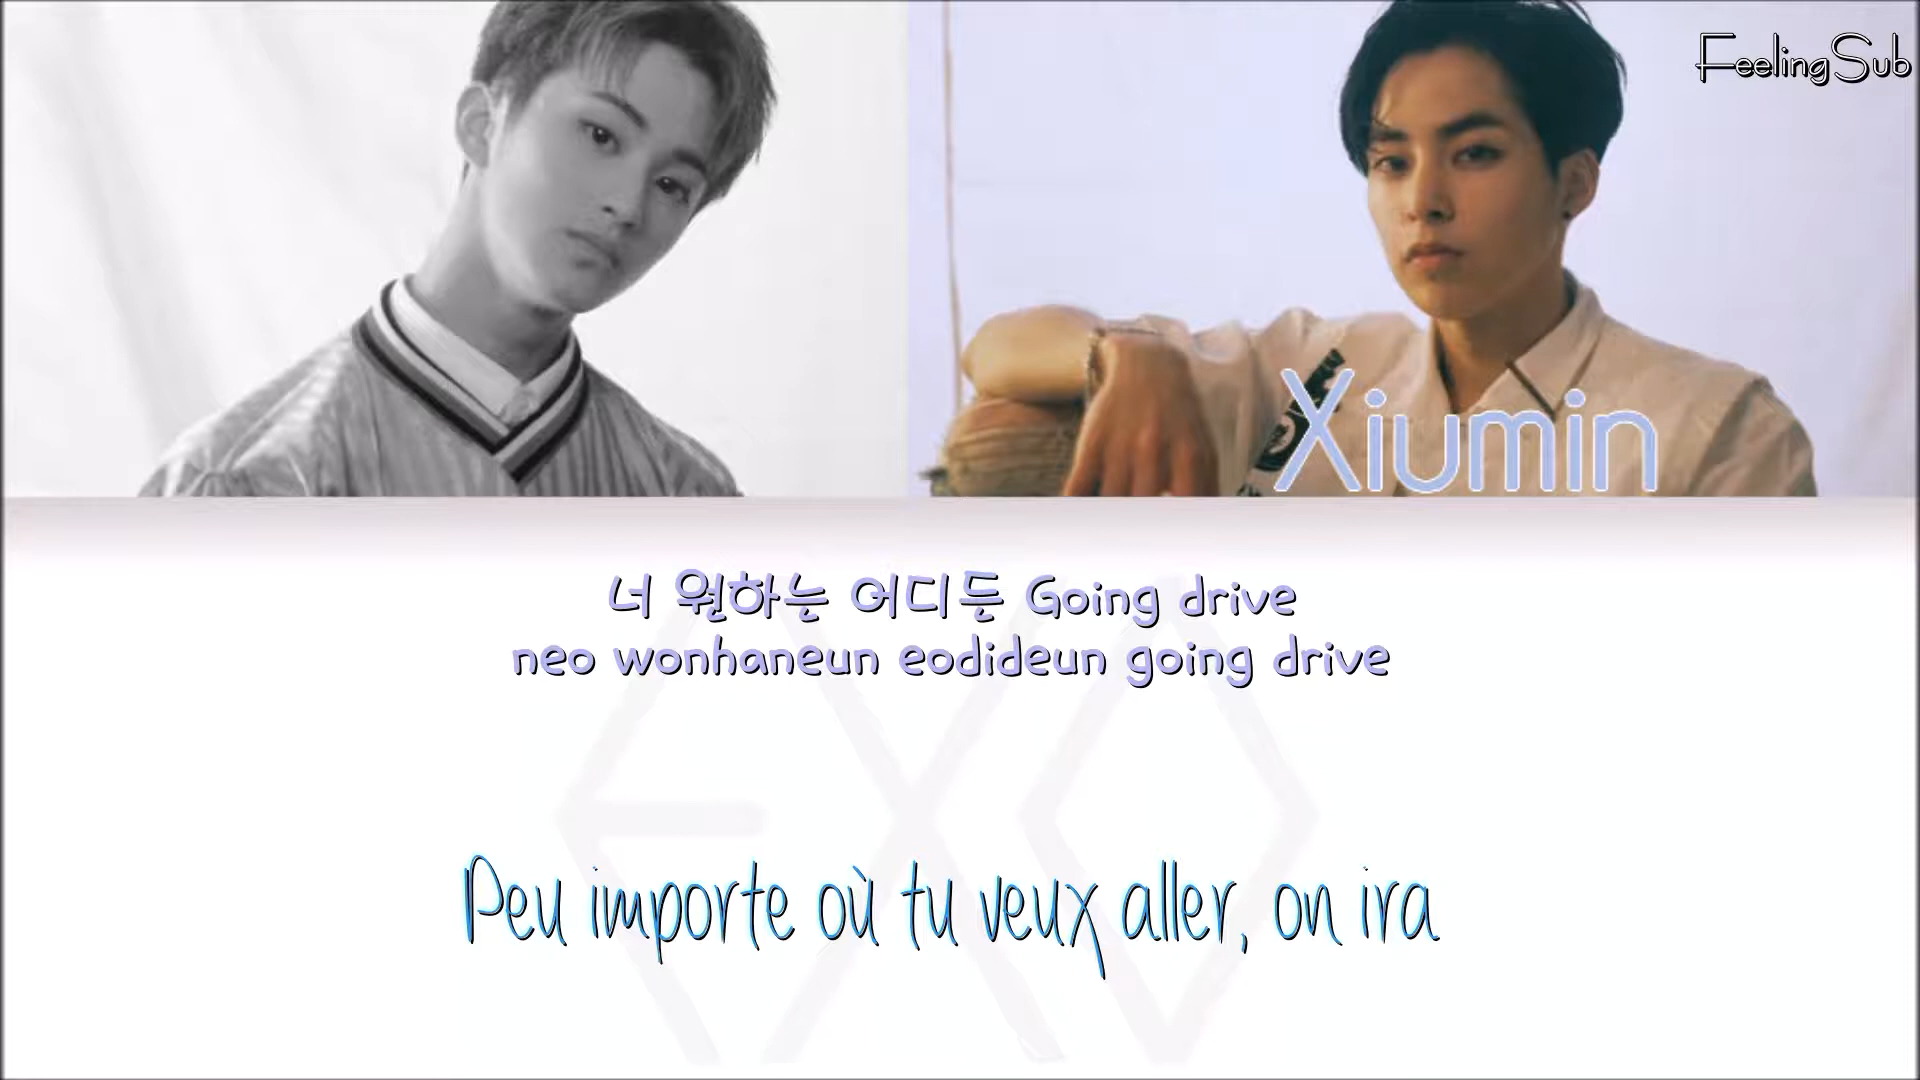 FeelingSub
Xiumin
너 원하는 어디든 Going drive
neo wonhaneun eodideun going drive
Peu importe où tu veux aller, on ira
EXO